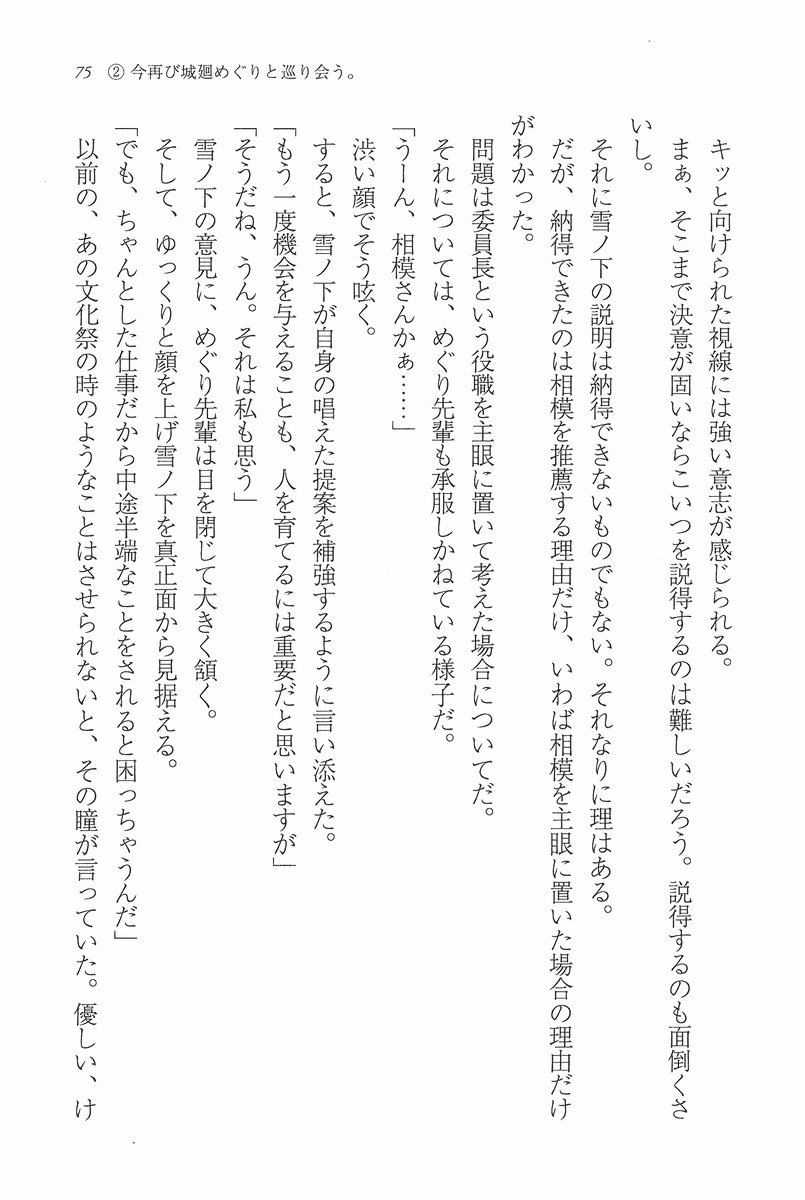 75　②今再び城廻めぐりと巡り会う。
キッと向けられた視線には強い意志が感じられる。
まぁ、そこまで決意が固いならこいつを説得するのは難しいだろう。説得するのも面倒くさ
いし。
それに雪ノ下の説明は納得できないものでもない。それなりに理はある。
だが、納得できたのは相模を推薦する理由だけ、いわば相模を主眼に置いた場合の理由だけ
がわかった。
問題は委員長という役職を主眼に置いて考えた場合についてだ。
それについては、めぐり先輩も承服しかねている様子だ。
「うーん、相模さんかぁ……」
渋い顔でそう呟く。
すると、雪ノ下が自身の唱えた提案を補強するように言い添えた。
「もう一度機会を与えることも、人を育てるには重要だと思いますが」
「そうだね、うん。それは私も思う」
雪ノ下の意見に、めぐり先輩は目を閉じて大きく頷く。
そして、ゆっくりと顔を上げ雪ノ下を真正面から見据える。
「でも、ちゃんとした仕事だから中途半端なことをされると困っちゃうんだ」
以前の、あの文化祭の時のようなことはさせられないと、その瞳が言っていた。優しい、け